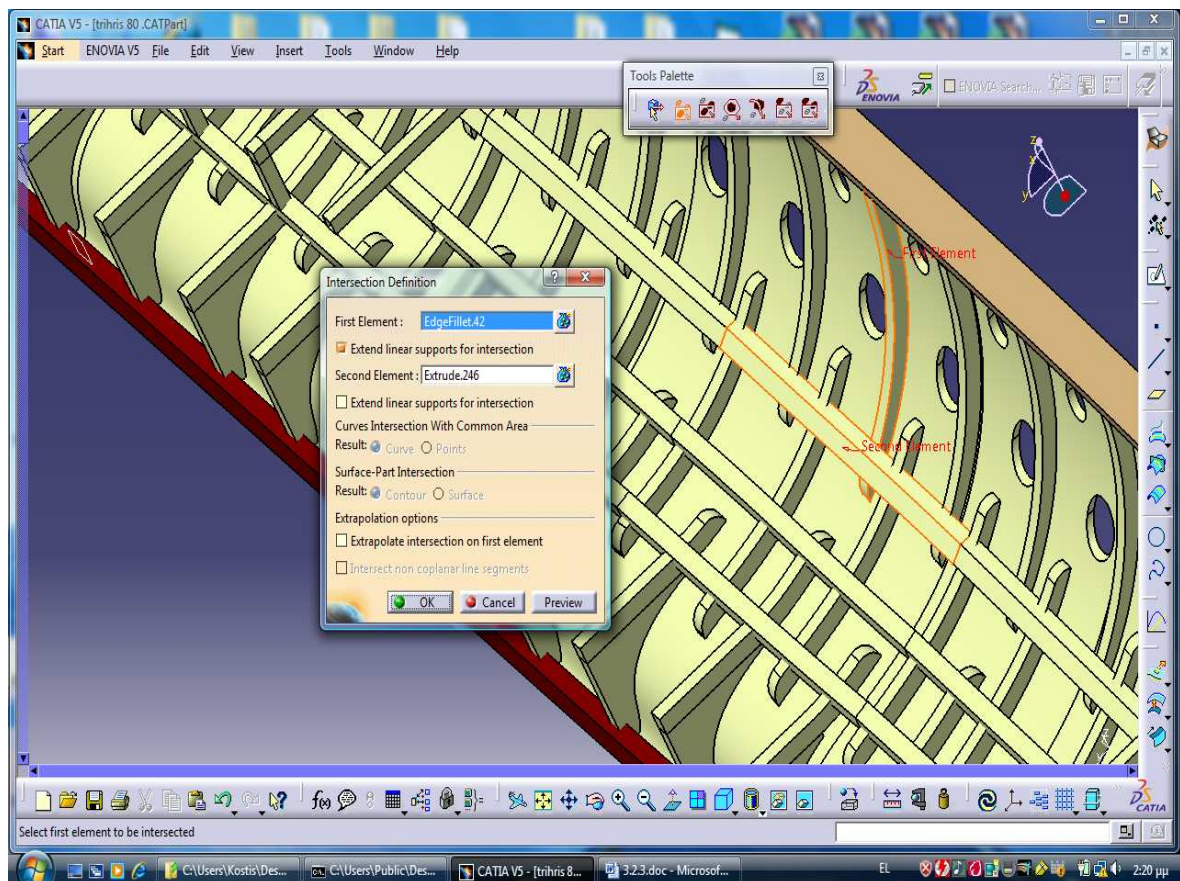 CATIA V5 - [trihris 80 .CATPart]
Start ENOVIA V5 File Edit View Insert Tools Window Help
Tools Palette
ENOVIA
ENOVIA Search...
z
x
y
First Element
Second Element
Intersection Definition
First Element : EdgeFillet.42
Extend linear supports for intersection
Second Element : Extrude.246
Extend linear supports for intersection
Curves Intersection With Common Area
Result: Curve Points
Surface-Part Intersection
Result: Contour Surface
Extrapolation options
Extrapolate intersection on first element
Intersect non coplanar line segments
OK Cancel Preview
f(x)
CATIA
Select first element to be intersected
C:\Users\Kostis\Des...
C:\Users\Public\Des...
CATIA V5 - [trihris 8...
3.2.3.doc - Microsof...
EL
2:20 μμ